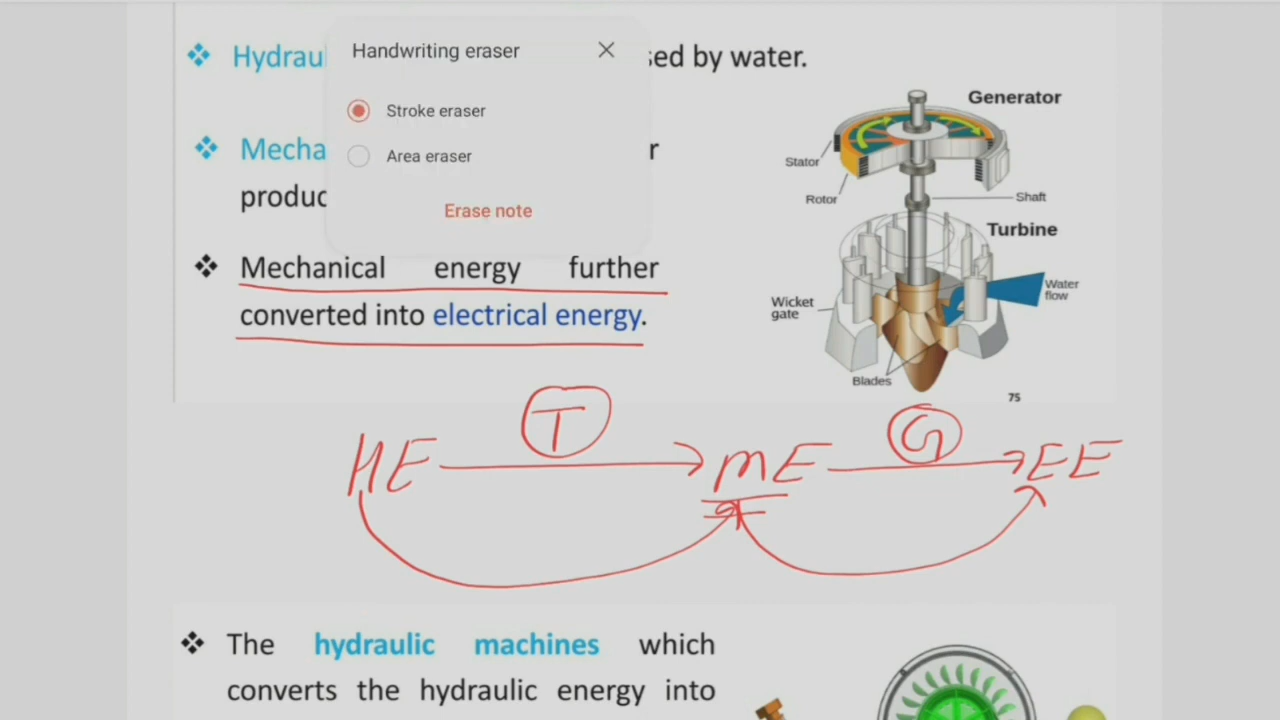 Hydrau
sed by water.
Handwriting eraser
Stroke eraser
Area eraser
Erase note
Mecha
r
produc
Mechanical energy further
converted into electrical energy.
Generator
Stator
Rotor
Shaft
Turbine
Water
flow
Wicket
gate
Blades
75
HE T mE G EE
The hydraulic machines which
converts the hydraulic energy into